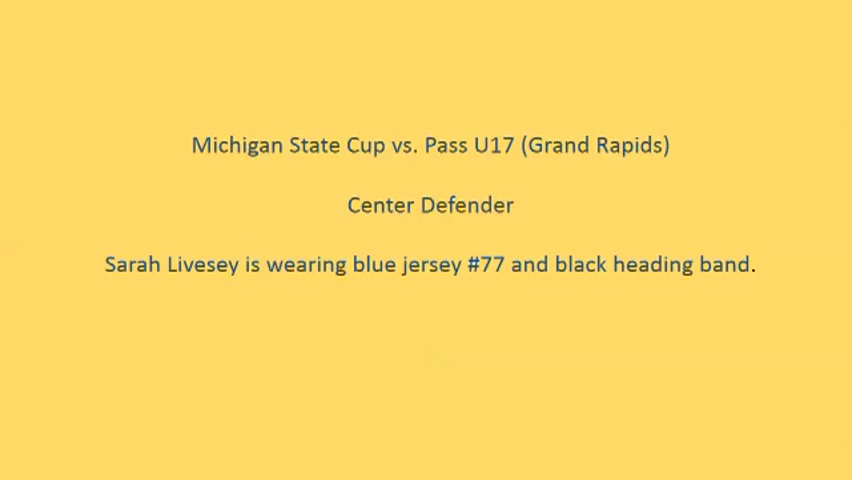 Michigan State Cup vs. Pass U17 (Grand Rapids)
Center Defender
Sarah Livesey is wearing blue jersey #77 and black heading band.